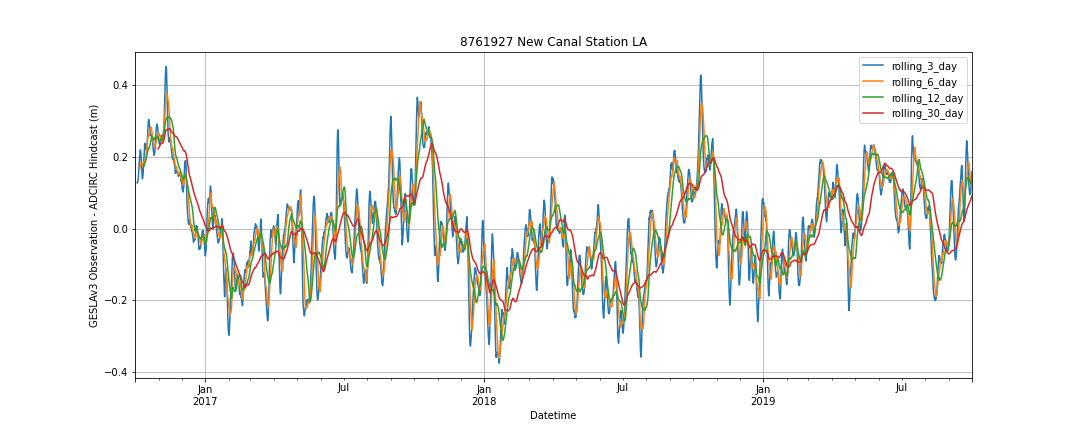 8761927 New Canal Station LA
GESLAv3 Observation - ADCIRC Hindcast (m)
0.4
0.2
0.0
−0.2
−0.4
rolling_3_day
rolling_6_day
rolling_12_day
rolling_30_day
Jan Jul Jan Jul Jan Jul
2017 2018 2019
Datetime